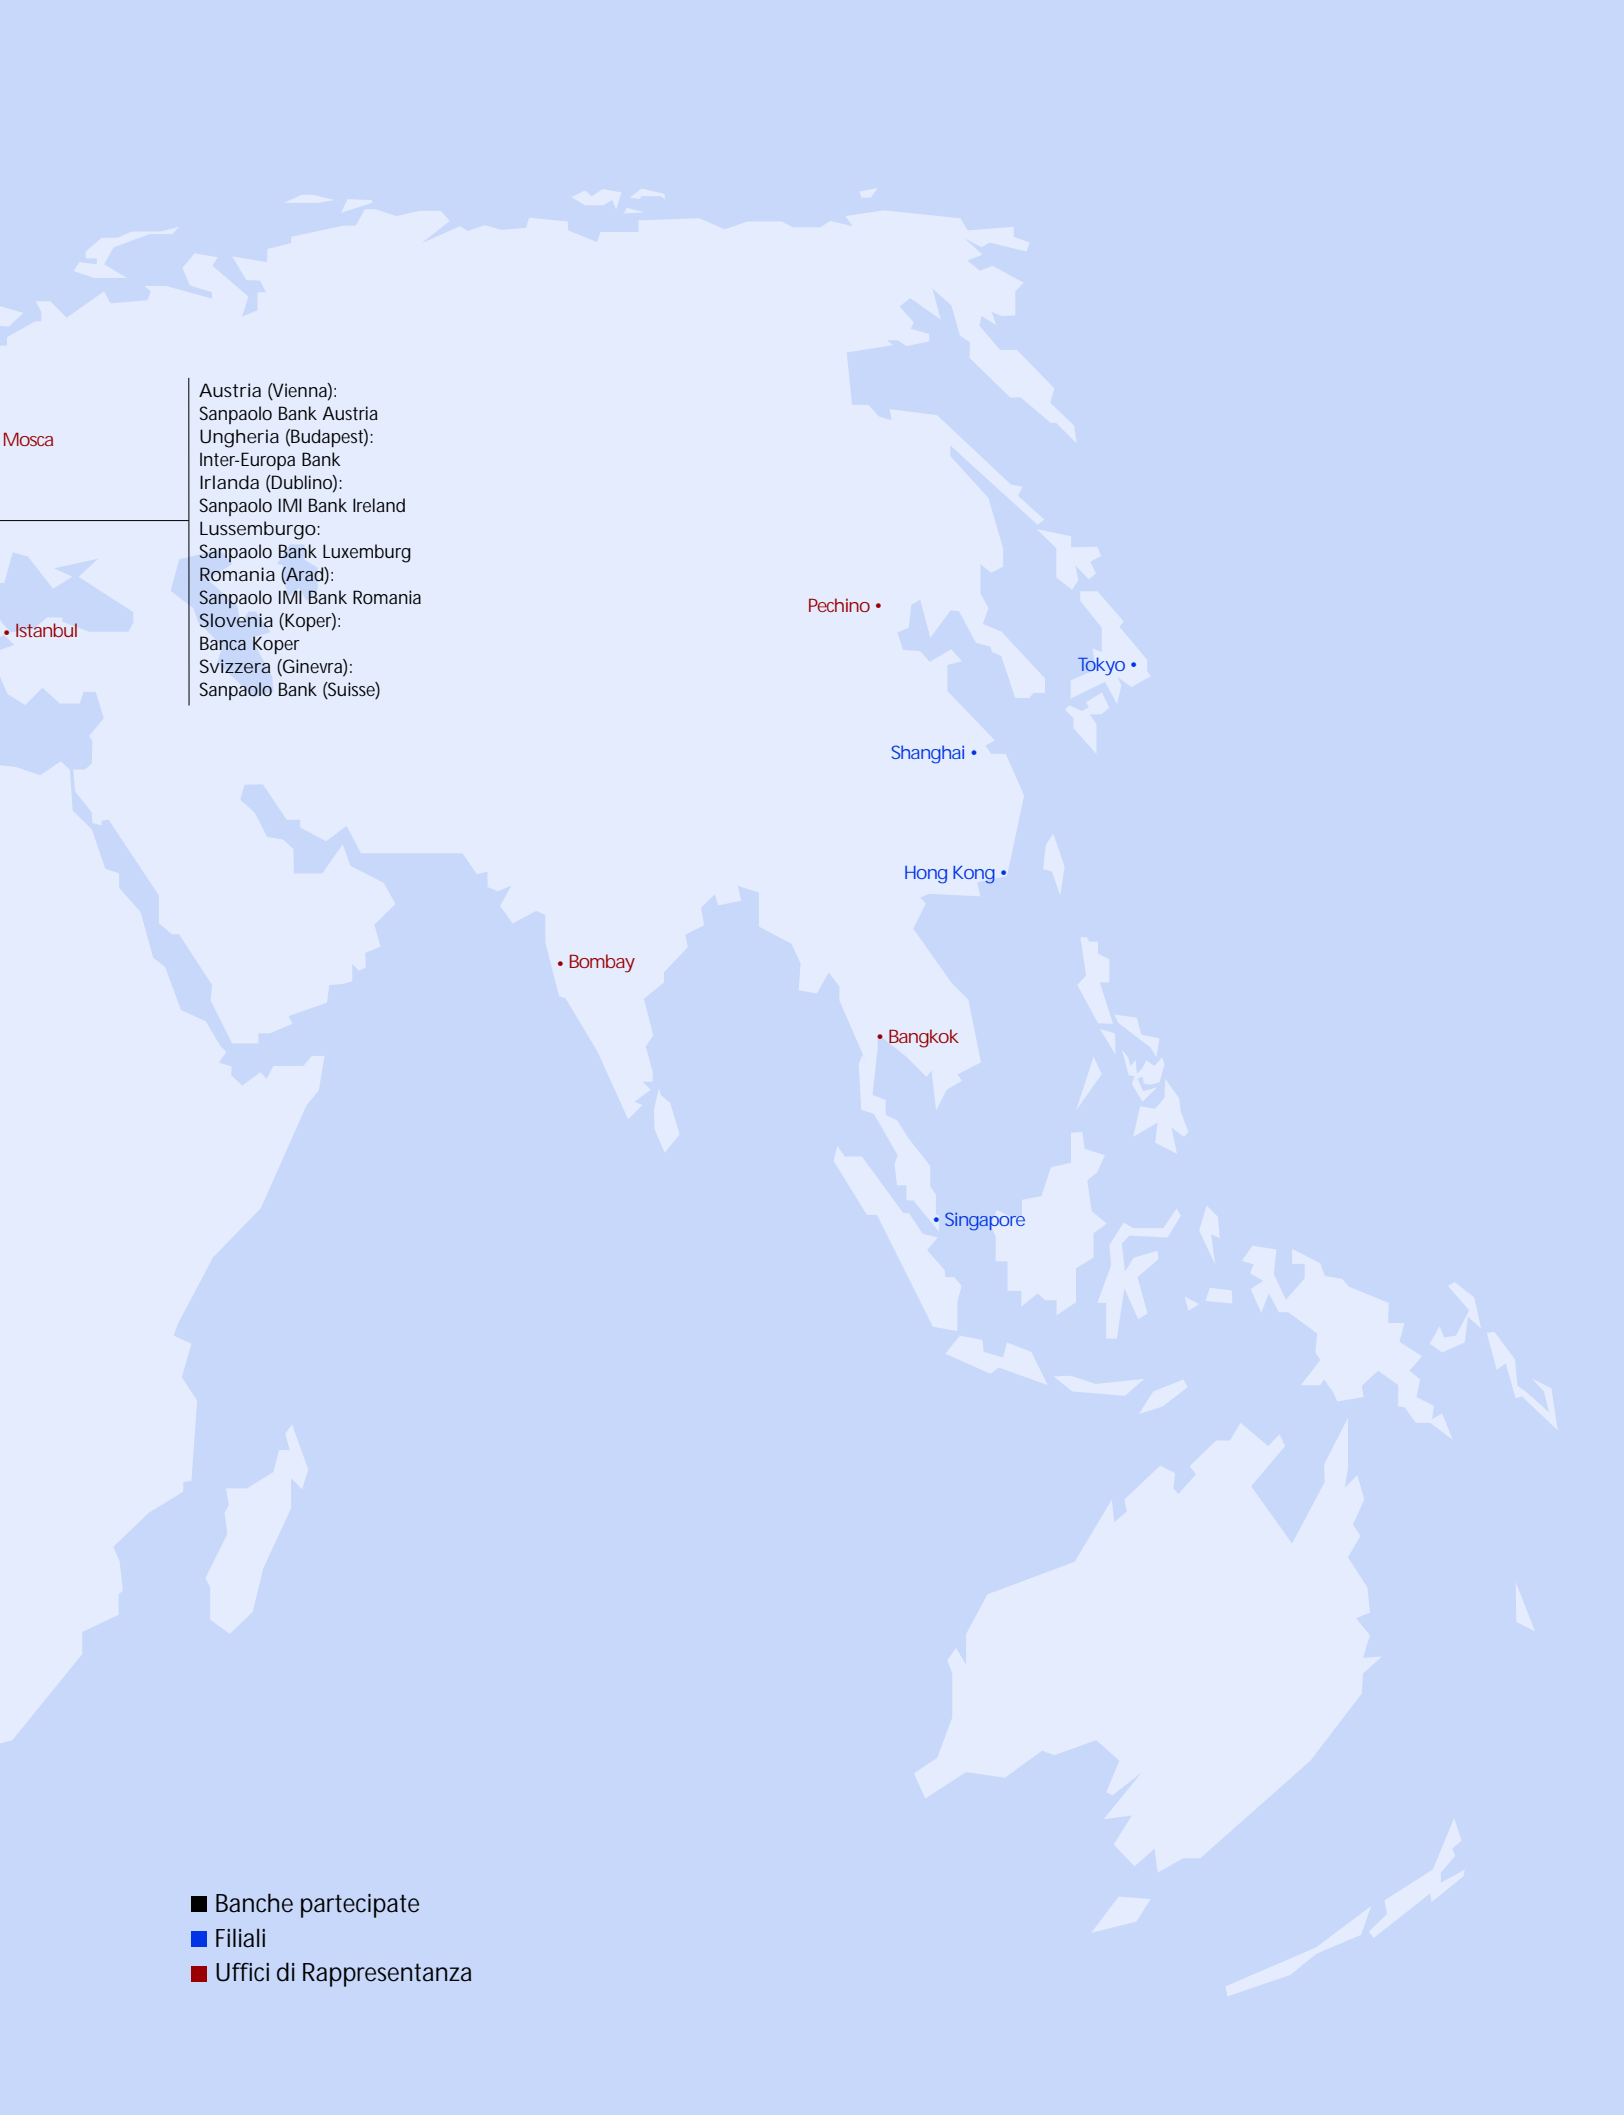 Austria (Vienna):
Sanpaolo Bank Austria
Ungheria (Budapest):
Inter-Europa Bank
Irlanda (Dublino):
Sanpaolo IMI Bank Ireland
Lussemburgo:
Sanpaolo Bank Luxemburg
Romania (Arad):
Sanpaolo IMI Bank Romania
Slovenia (Koper):
Banca Koper
Svizzera (Ginevra):
Sanpaolo Bank (Suisse)
Mosca
• Istanbul
Pechino •
Tokyo •
Shanghai •
Hong Kong •
• Bombay
• Bangkok
• Singapore
Banche partecipate
Filiali
Uffici di Rappresentanza